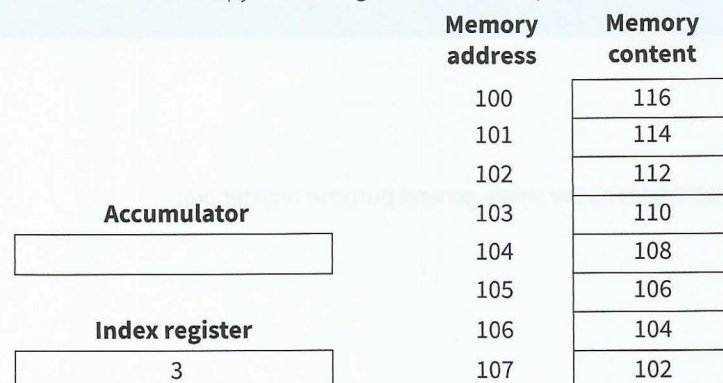 Memory address Memory content
100 116
101 114
102 112
Accumulator 103 110
104 108
105 106
Index register 106 104
3 107 102